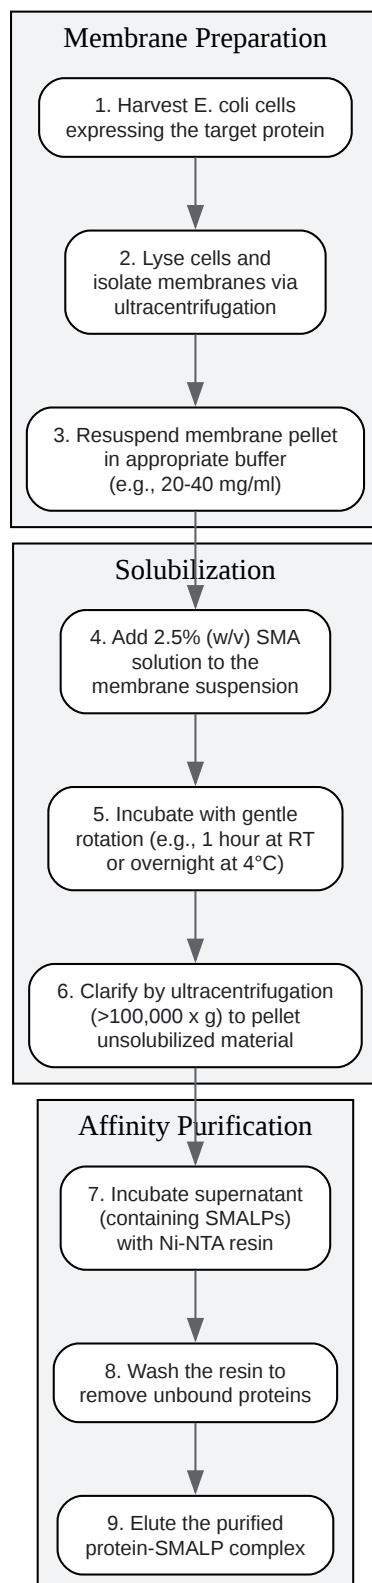 Membrane Preparation
1. Harvest E. coli cells
expressing the target protein
2. Lyse cells and
isolate membranes via
ultracentrifugation
3. Resuspend membrane pellet
in appropriate buffer
(e.g., 20-40 mg/ml)
Solubilization
4. Add 2.5% (w/v) SMA
solution to the
membrane suspension
5. Incubate with gentle
rotation (e.g., 1 hour at RT
or overnight at 4°C)
6. Clarify by ultracentrifugation
(>100,000 x g) to pellet
unsolubilized material
Affinity Purification
7. Incubate supernatant
(containing SMALPs)
with Ni-NTA resin
8. Wash the resin to
remove unbound proteins
9. Elute the purified
protein-SMALP complex